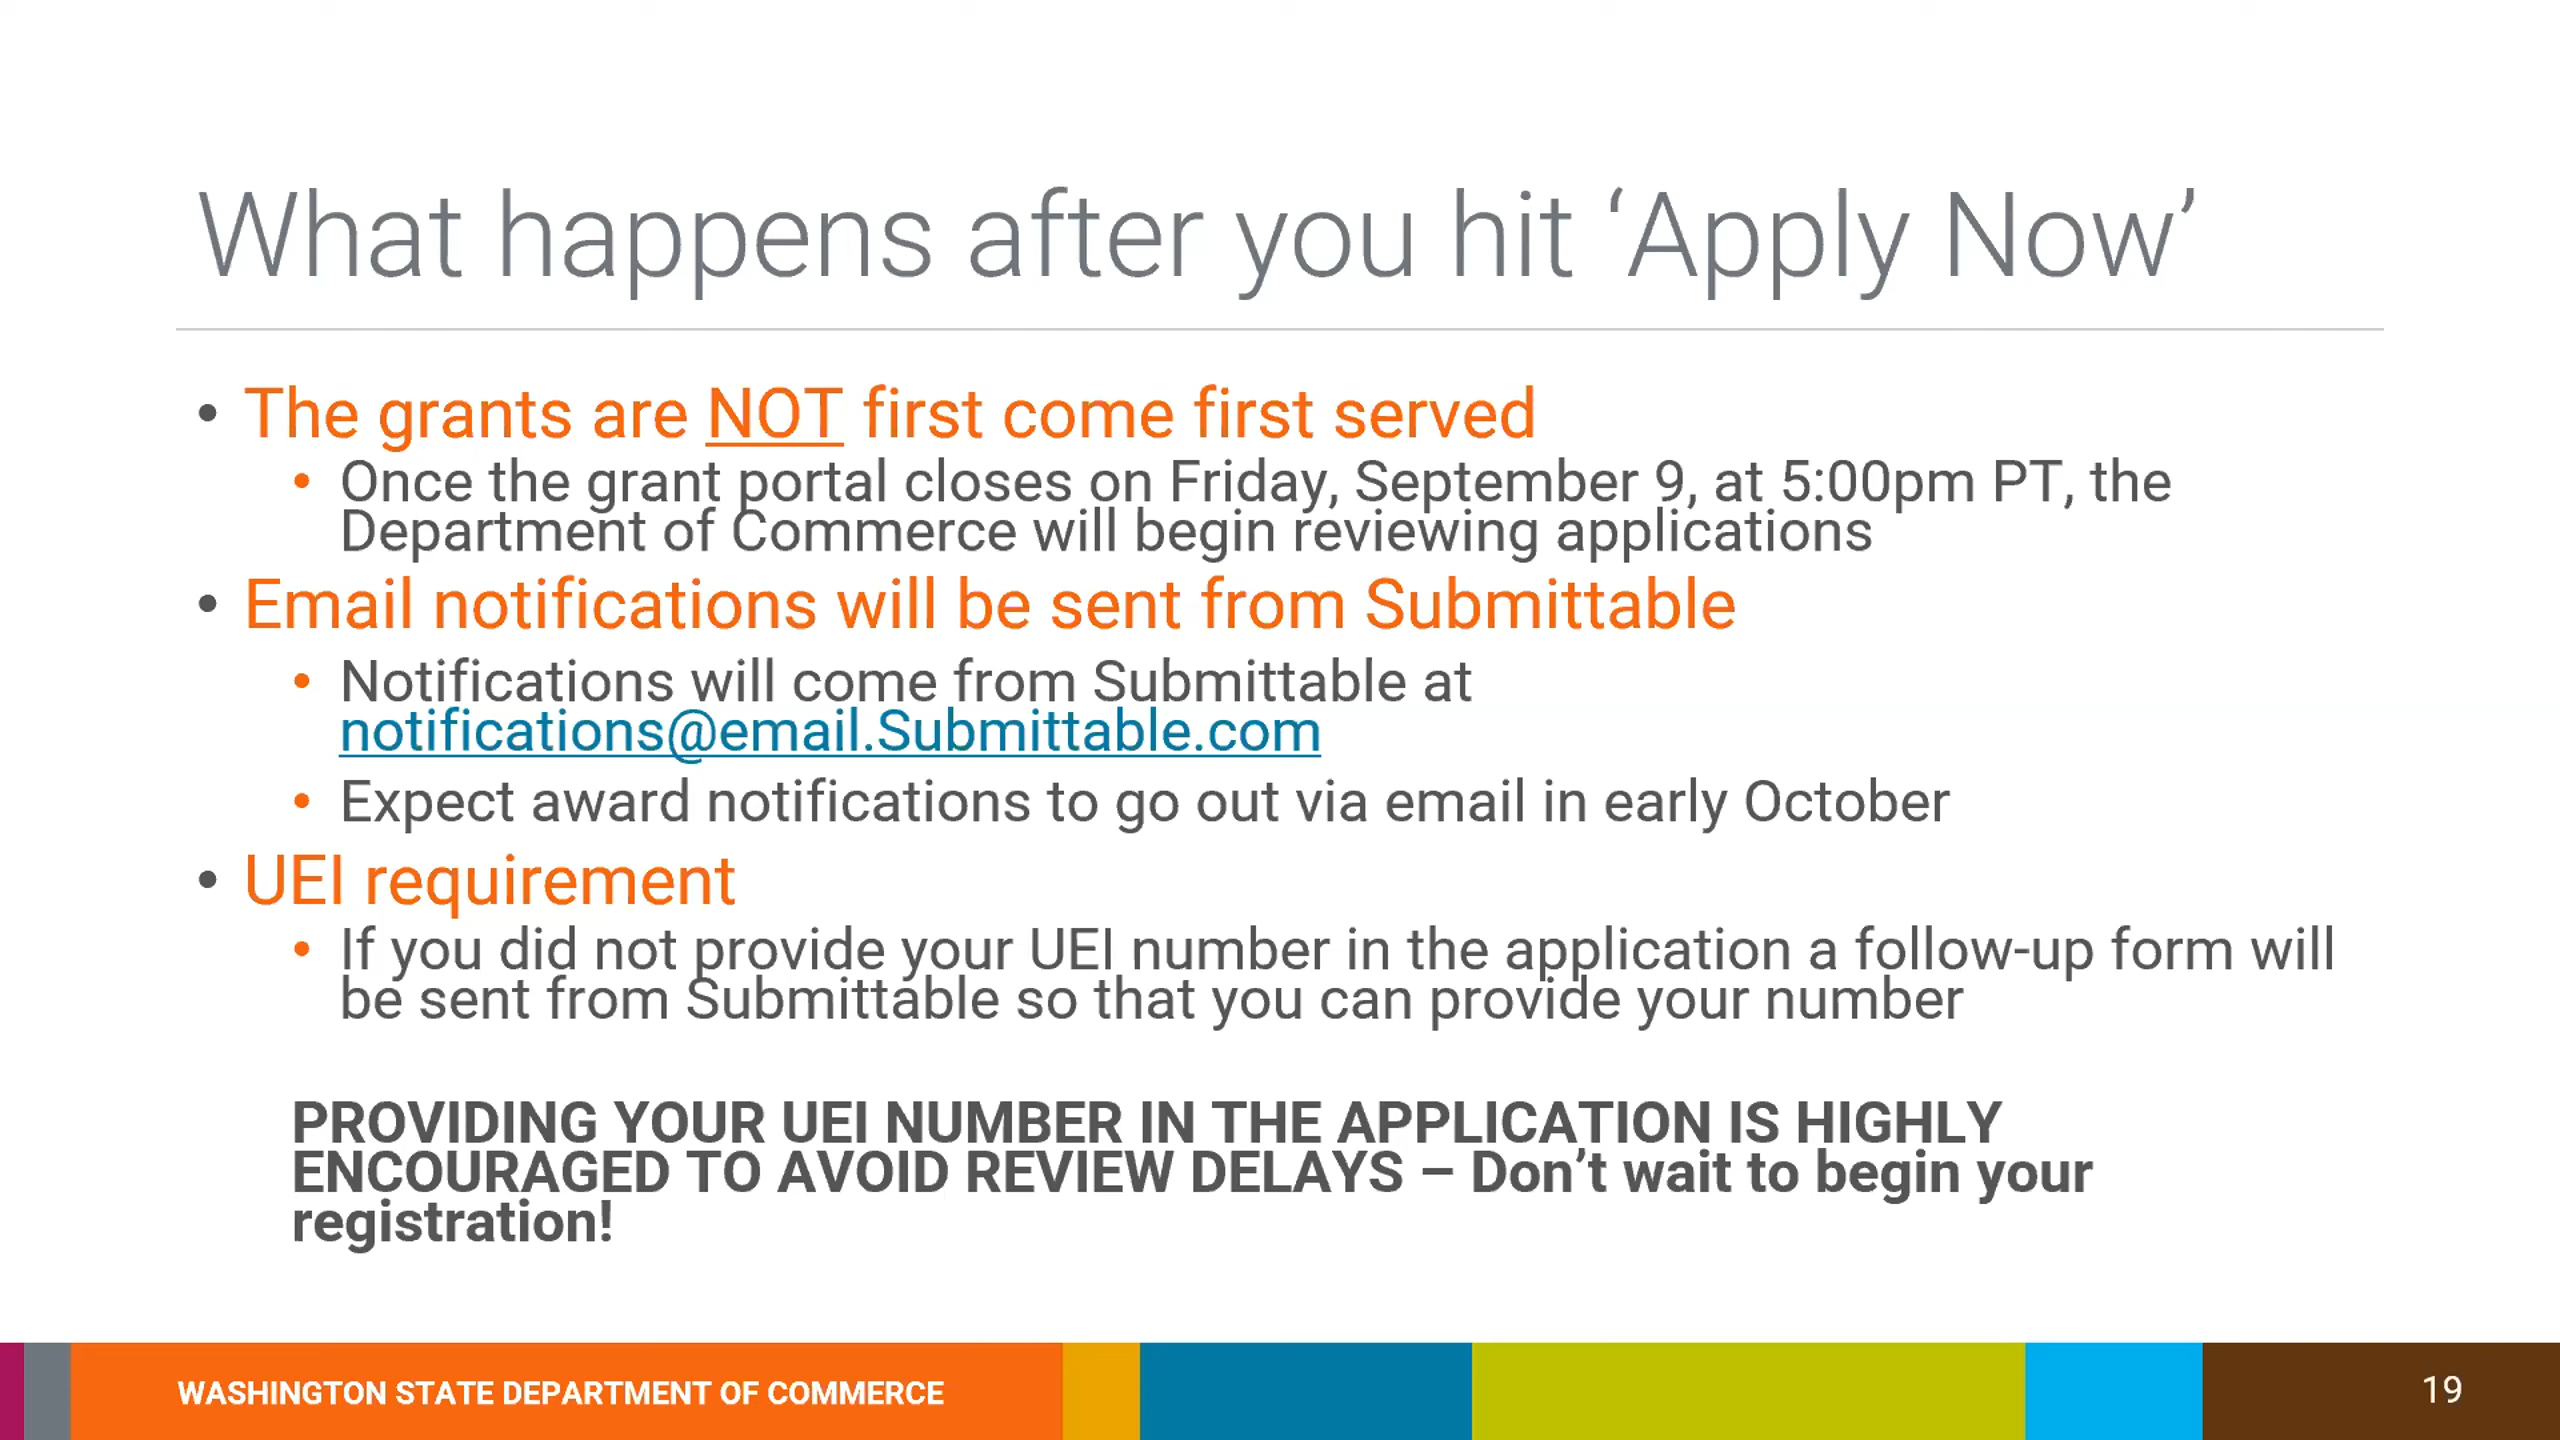 What happens after you hit ‘Apply Now’
• The grants are NOT first come first served
• Once the grant portal closes on Friday, September 9, at 5:00pm PT, the
Department of Commerce will begin reviewing applications
• Email notifications will be sent from Submittable
• Notifications will come from Submittable at
notifications@email.Submittable.com
• Expect award notifications to go out via email in early October
• UEI requirement
• If you did not provide your UEI number in the application a follow-up form will
be sent from Submittable so that you can provide your number
PROVIDING YOUR UEI NUMBER IN THE APPLICATION IS HIGHLY
ENCOURAGED TO AVOID REVIEW DELAYS – Don’t wait to begin your
registration!
WASHINGTON STATE DEPARTMENT OF COMMERCE
19